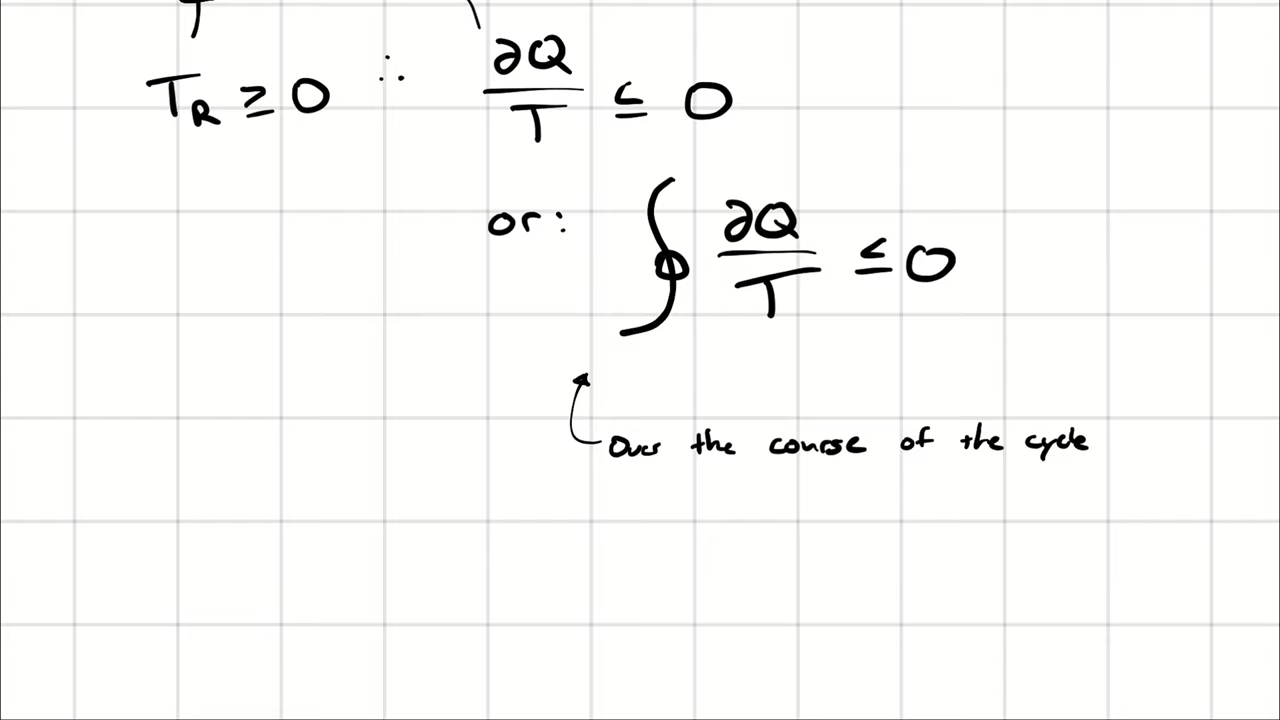 T
T_R ≥ 0 ∴ ∂Q/T ≤ 0
or: ∮ ∂Q/T ≤ 0
Over the course of the cycle